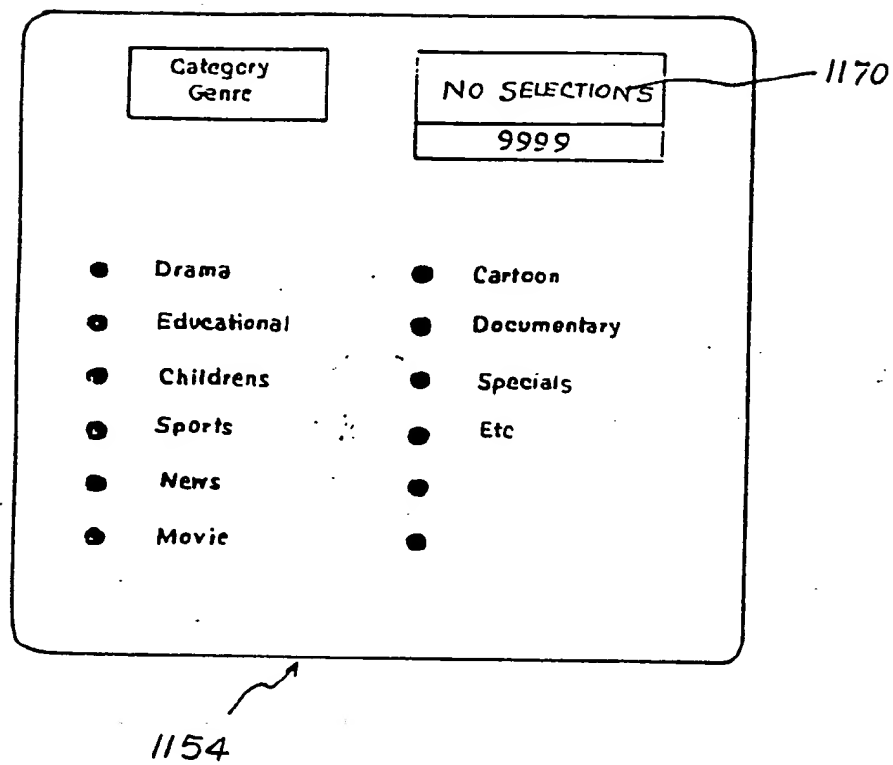 Category
Genre
NO SELECTIONS
9999
1170
Drama
Educational
Childrens
Sports
News
Movie
Cartoon
Documentary
Specials
Etc
1154